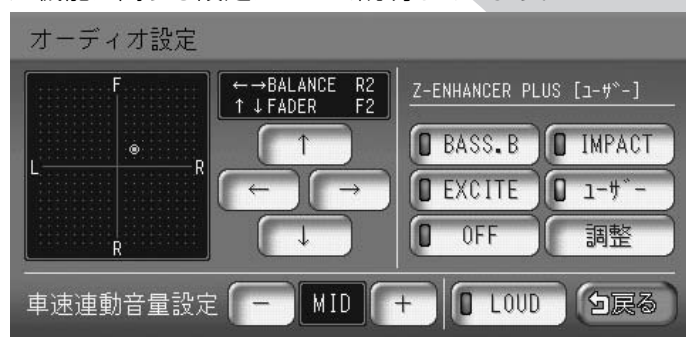 オーディオ設定
F
L
R
R
←→BALANCE R2
↑↓FADER F2
↑
← →
↓
Z-ENHANCER PLUS [ユーザー]
BASS.B IMPACT
EXCITE ユーザー
OFF 調整
車速連動音量設定 － MID ＋ LOUD 戻る